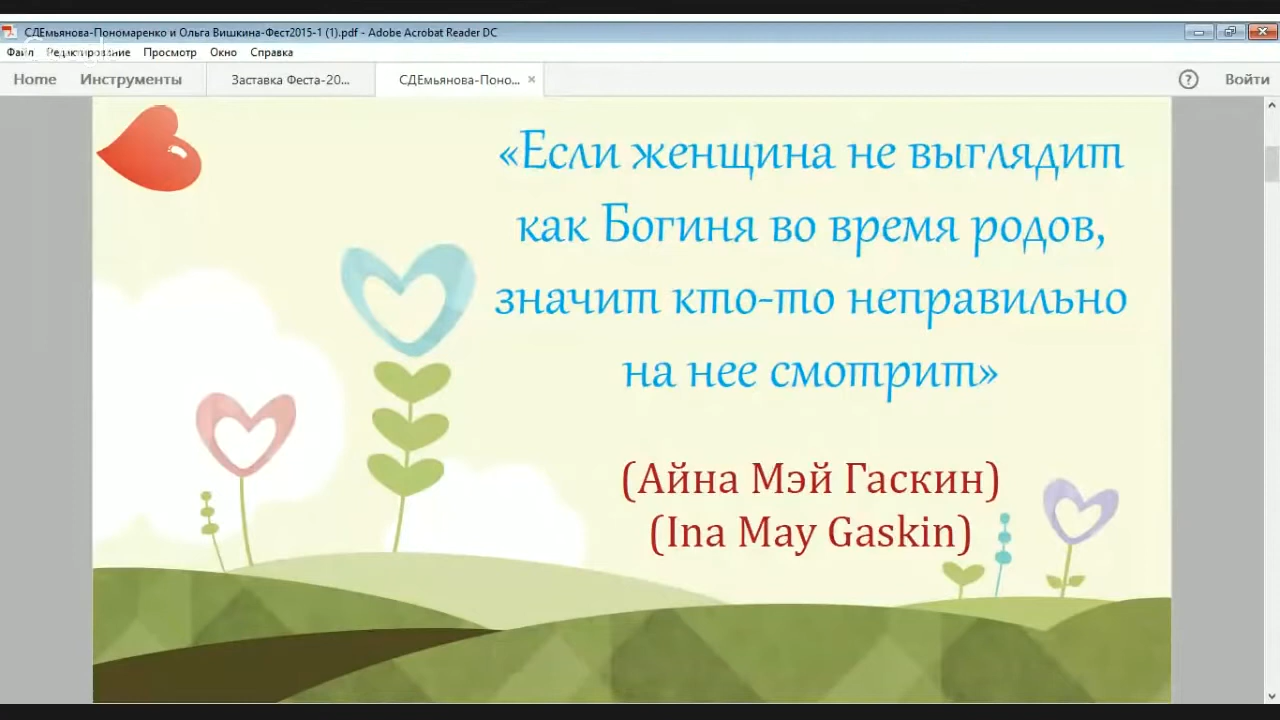 СДЕмьянова-Пономаренко и Ольга Вишкина-Фест2015-1 (1).pdf - Adobe Acrobat Reader DC
Файл Редактирование Просмотр Окно Справка
Home Инструменты Заставка Феста-20... СДЕмьянова-Поно... × ? Войти
«Если женщина не выглядит
как Богиня во время родов,
значит кто-то неправильно
на нее смотрит»
(Айна Мэй Гаскин)
(Ina May Gaskin)